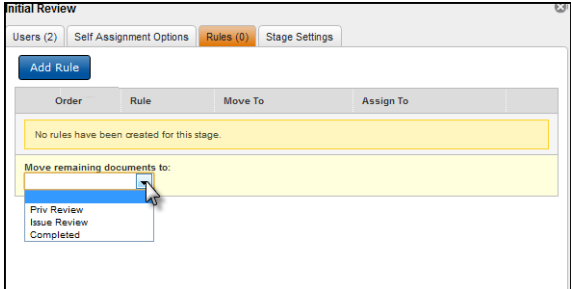 Initial Review
Users (2) Self Assignment Options Rules (0) Stage Settings
Add Rule
Order Rule Move To Assign To
No rules have been created for this stage.
Move remaining documents to:
Priv Review
Issue Review
Completed